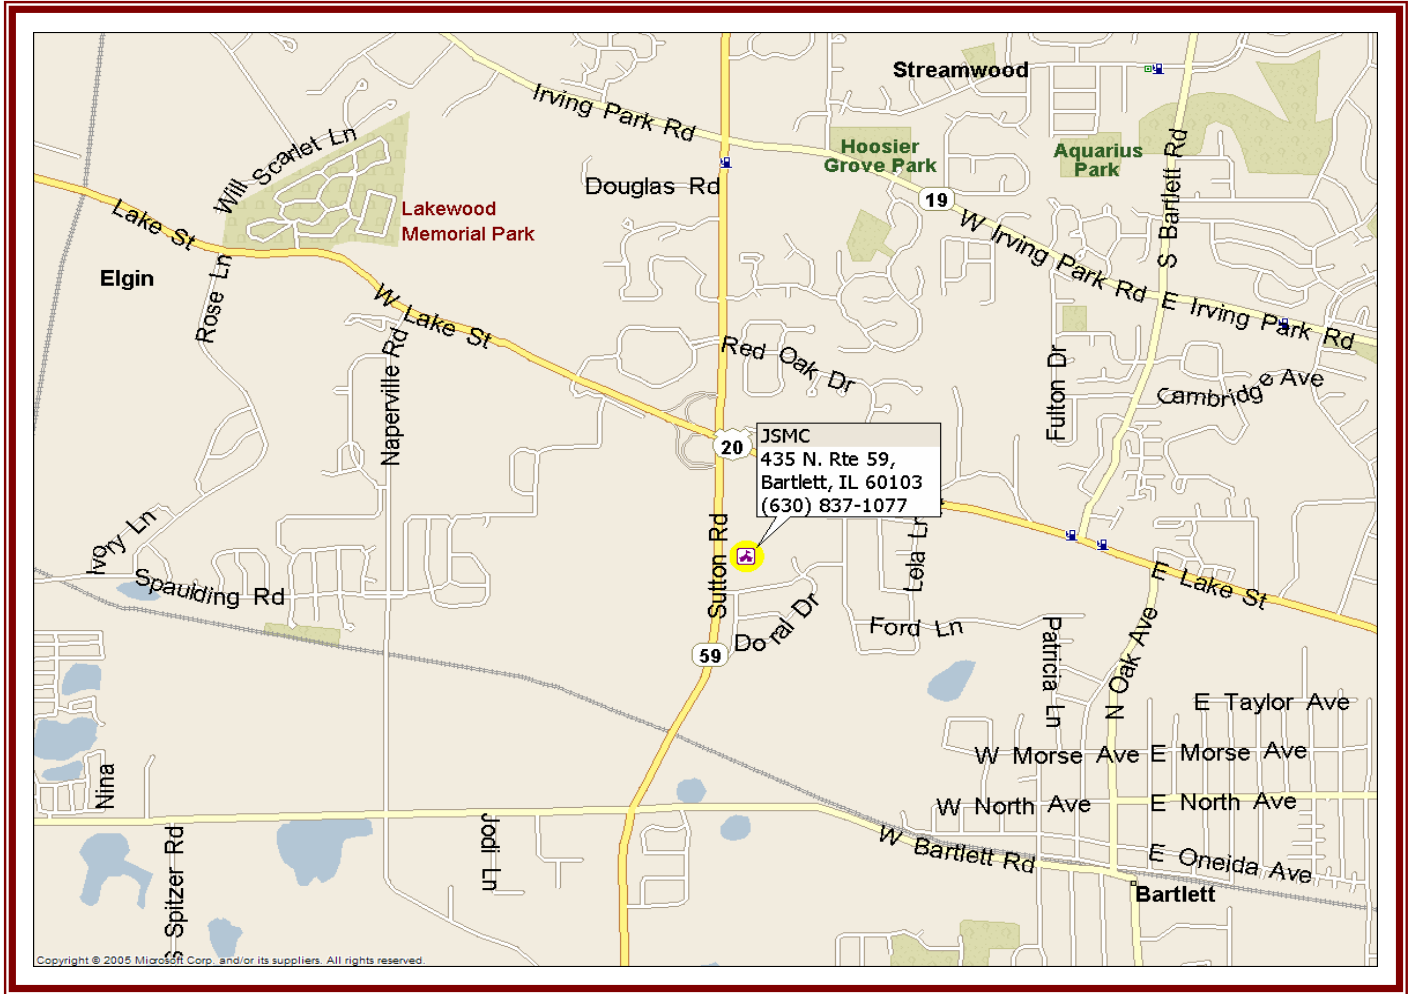 Streamwood
Irving Park Rd
Hoosier
Grove Park
Aquarius
Park
S Bartlett Rd
Will Scarlet Ln
Douglas Rd
19
Lakewood
Memorial Park
Lake St
W Irving Park Rd
E Irving Park Rd
Elgin
Rose Ln
W Lake St
Naperville Rd
Red Oak Dr
Fulton Dr
Cambridge Ave
20
JSMC
435 N. Rte 59,
Bartlett, IL 60103
(630) 837-1077
Ivory Ln
Sutton Rd
Lela Ln
E Lake St
Spaulding Rd
Doral Dr
Ford Ln
59
Patricia Ln
N Oak Ave
E Taylor Ave
W Morse Ave
E Morse Ave
Nina
W North Ave
E North Ave
S Spitzer Rd
Jodi Ln
W Bartlett Rd
E Oneida Ave
Bartlett
Copyright © 2005 Microsoft Corp. and/or its suppliers. All rights reserved.